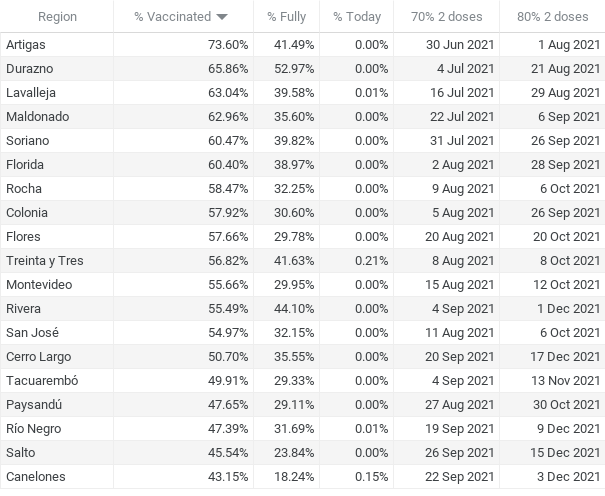 Region % Vaccinated % Fully % Today 70% 2 doses 80% 2 doses
Artigas 73.60% 41.49% 0.00% 30 Jun 2021 1 Aug 2021
Durazno 65.86% 52.97% 0.00% 4 Jul 2021 21 Aug 2021
Lavalleja 63.04% 39.58% 0.01% 16 Jul 2021 29 Aug 2021
Maldonado 62.96% 35.60% 0.00% 22 Jul 2021 6 Sep 2021
Soriano 60.47% 39.82% 0.00% 31 Jul 2021 26 Sep 2021
Florida 60.40% 38.97% 0.00% 2 Aug 2021 28 Sep 2021
Rocha 58.47% 32.25% 0.00% 9 Aug 2021 6 Oct 2021
Colonia 57.92% 30.60% 0.00% 5 Aug 2021 26 Sep 2021
Flores 57.66% 29.78% 0.00% 20 Aug 2021 20 Oct 2021
Treinta y Tres 56.82% 41.63% 0.21% 8 Aug 2021 8 Oct 2021
Montevideo 55.66% 29.95% 0.00% 15 Aug 2021 12 Oct 2021
Rivera 55.49% 44.10% 0.00% 4 Sep 2021 1 Dec 2021
San José 54.97% 32.15% 0.00% 11 Aug 2021 6 Oct 2021
Cerro Largo 50.70% 35.55% 0.00% 20 Sep 2021 17 Dec 2021
Tacuarembó 49.91% 29.33% 0.00% 4 Sep 2021 13 Nov 2021
Paysandú 47.65% 29.11% 0.00% 27 Aug 2021 30 Oct 2021
Río Negro 47.39% 31.69% 0.01% 19 Sep 2021 9 Dec 2021
Salto 45.54% 23.84% 0.00% 26 Sep 2021 15 Dec 2021
Canelones 43.15% 18.24% 0.15% 22 Sep 2021 3 Dec 2021